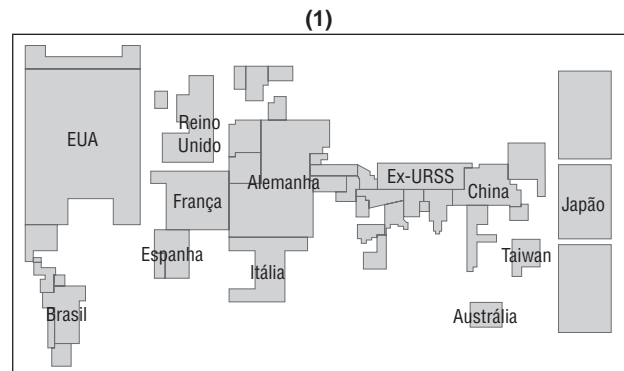 (1)
EUA
Reino
Unido
Alemanha
Ex-URSS
China
França
Japão
Espanha
Itália
Taiwan
Brasil
Austrália